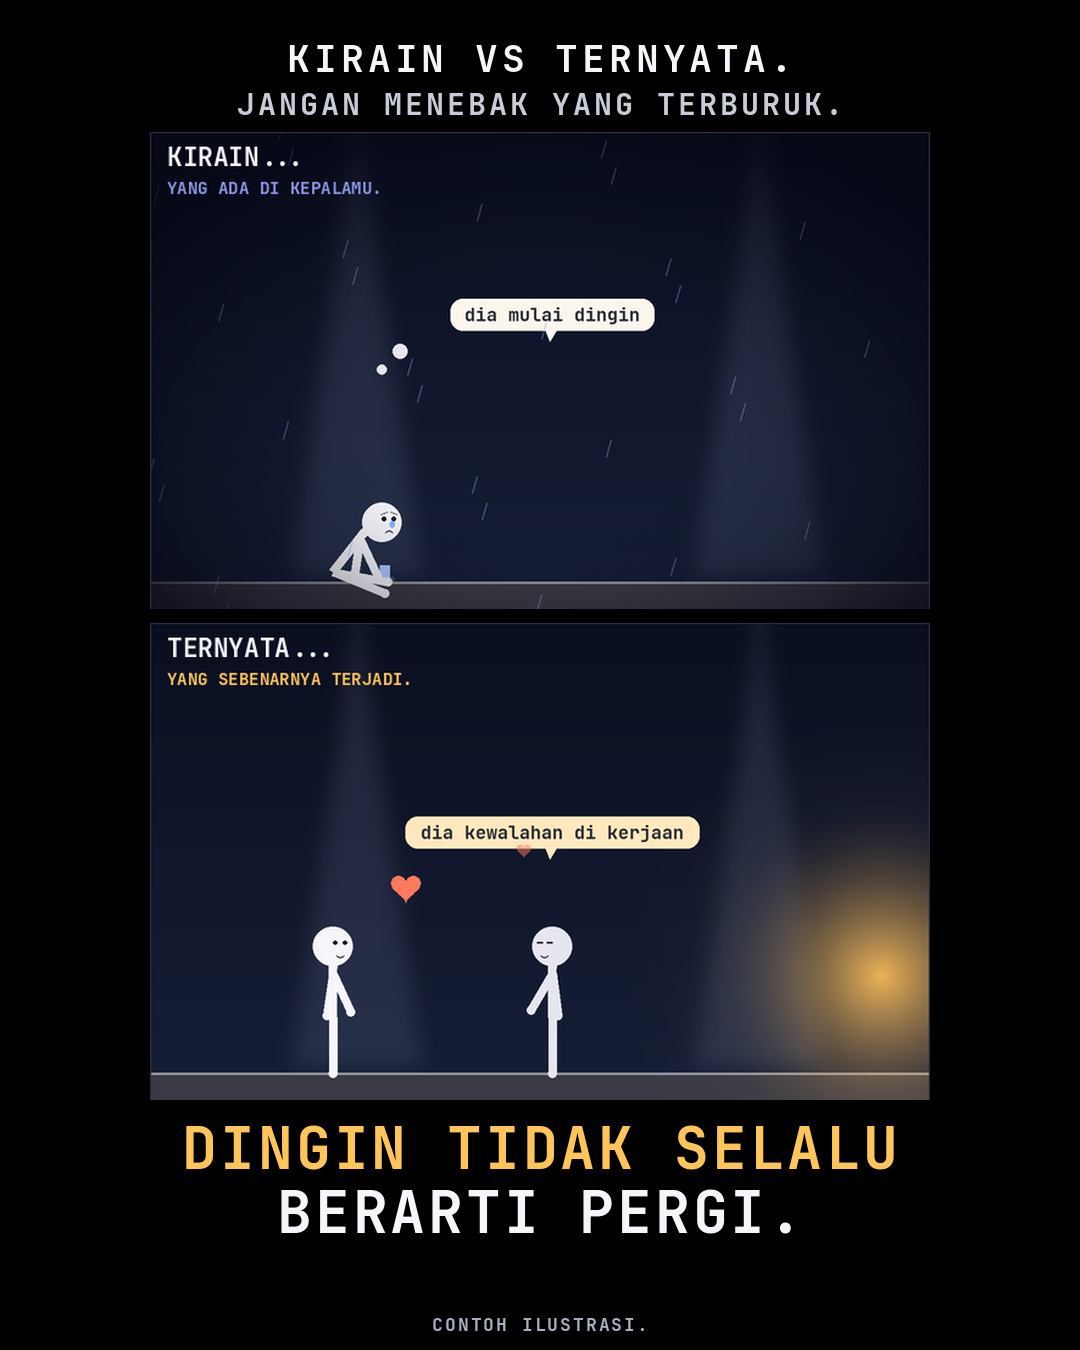 KIRAIN VS TERNYATA.
JANGAN MENEBAK YANG TERBURUK.
KIRAIN...
YANG ADA DI KEPALAMU.
dia mulai dingin
TERNYATA...
YANG SEBENARNYA TERJADI.
dia kewalahan di kerjaan
DINGIN TIDAK SELALU
BERARTI PERGI.
CONTOH ILUSTRASI.